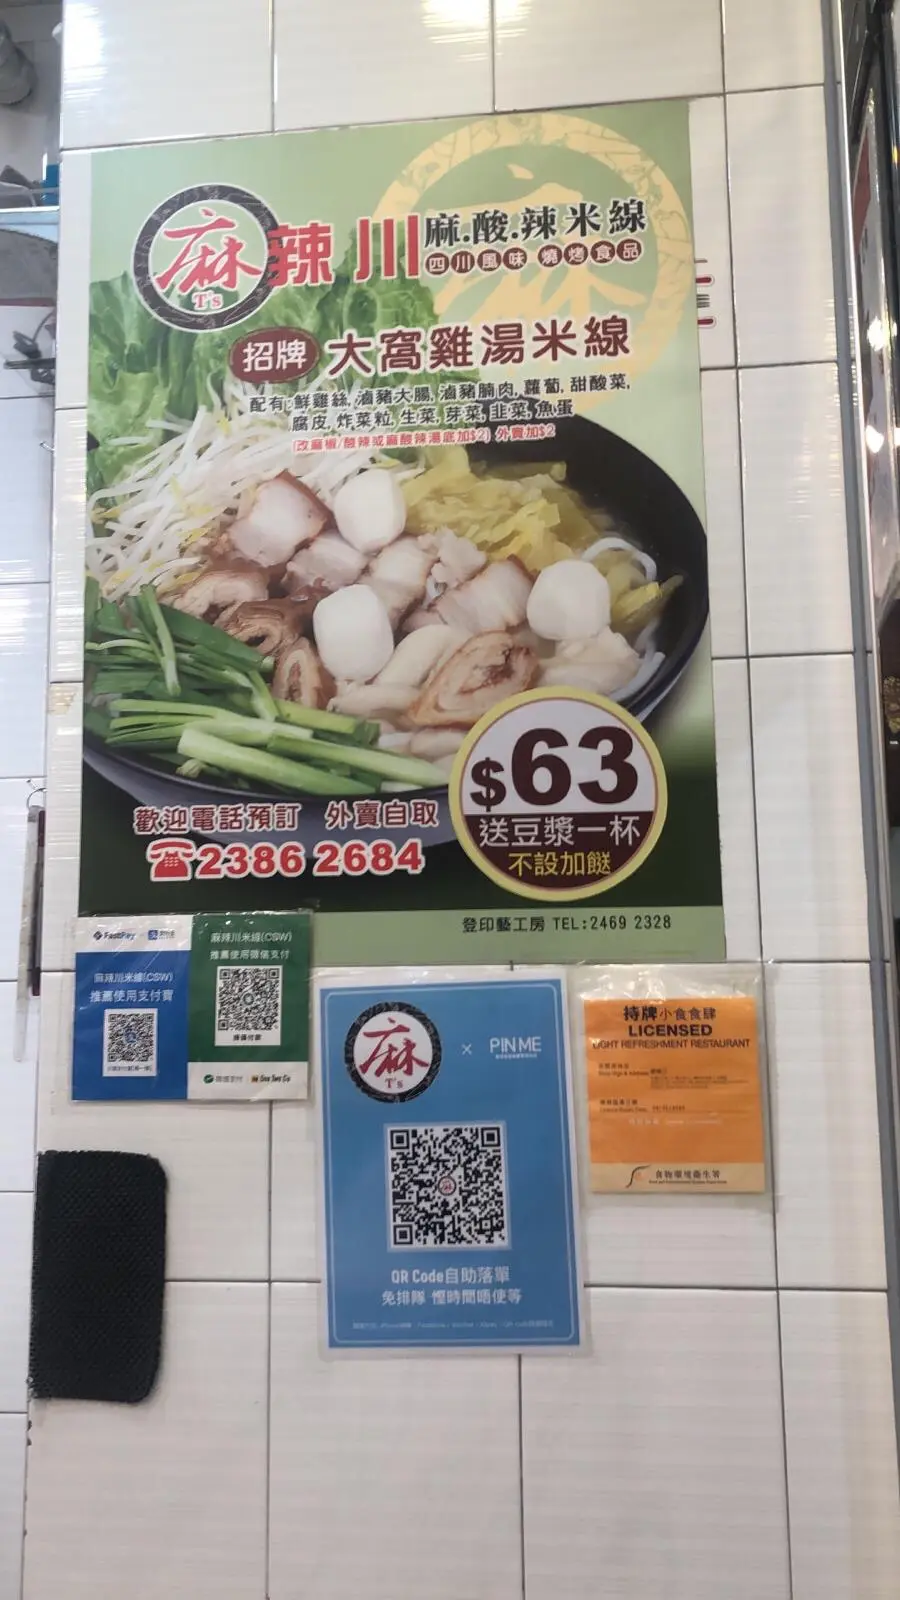 麻辣川
T's
麻.酸.辣米線
四川風味 燒烤食品
招牌 大窩雞湯米線
配有:鮮雞絲, 滷豬大腸, 滷豬腩肉, 蘿蔔, 甜酸菜,
腐皮, 炸菜粒, 生菜, 芽菜, 韭菜, 魚蛋
(改麻椒/酸辣或麻酸辣湯底加$2) 外賣加$2
$63
送豆漿一杯
不設加餸
歡迎電話預訂 外賣自取
☎2386 2684
登印藝工房 TEL:2469 2328
FastPay
麻辣川米線(CSW)
推薦使用支付寶
麻辣川米線(CSW)
推薦使用微信支付
微信支付
麻
T's
× PIN ME
QR Code自助落單
免排隊 慳時間唔使等
持牌小食食肆
LICENSED
LIGHT REFRESHMENT RESTAURANT
食物環境衞生署